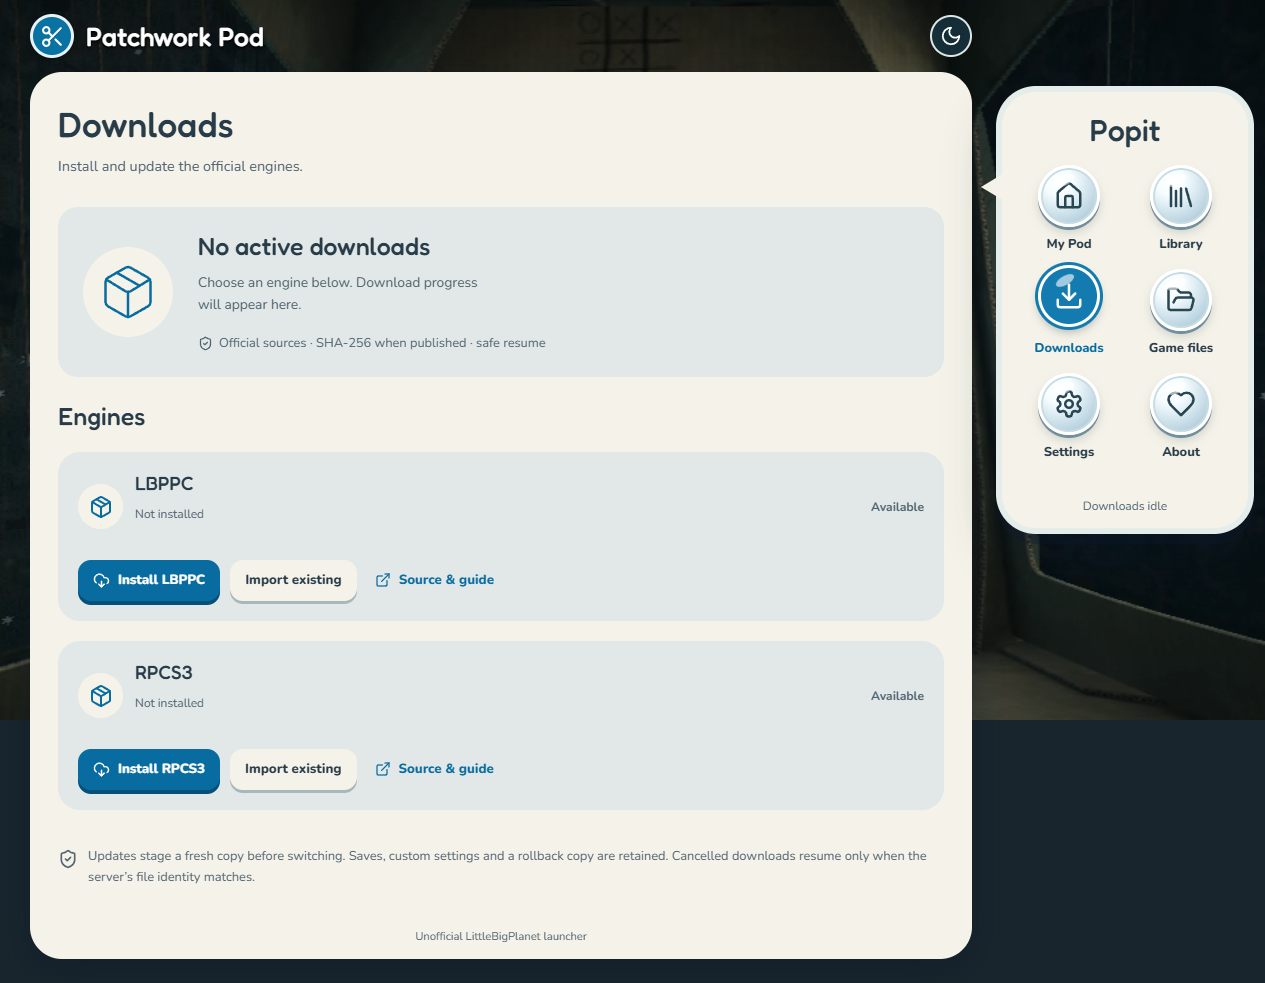 Patchwork Pod
Downloads
Install and update the official engines.
No active downloads
Choose an engine below. Download progress
will appear here.
Official sources · SHA-256 when published · safe resume
Engines
LBPPC
Not installed
Available
Install LBPPC
Import existing
Source & guide
RPCS3
Not installed
Available
Install RPCS3
Import existing
Source & guide
Updates stage a fresh copy before switching. Saves, custom settings and a rollback copy are retained. Cancelled downloads resume only when the
server’s file identity matches.
Unofficial LittleBigPlanet launcher
Popit
My Pod
Library
Downloads
Game files
Settings
About
Downloads idle